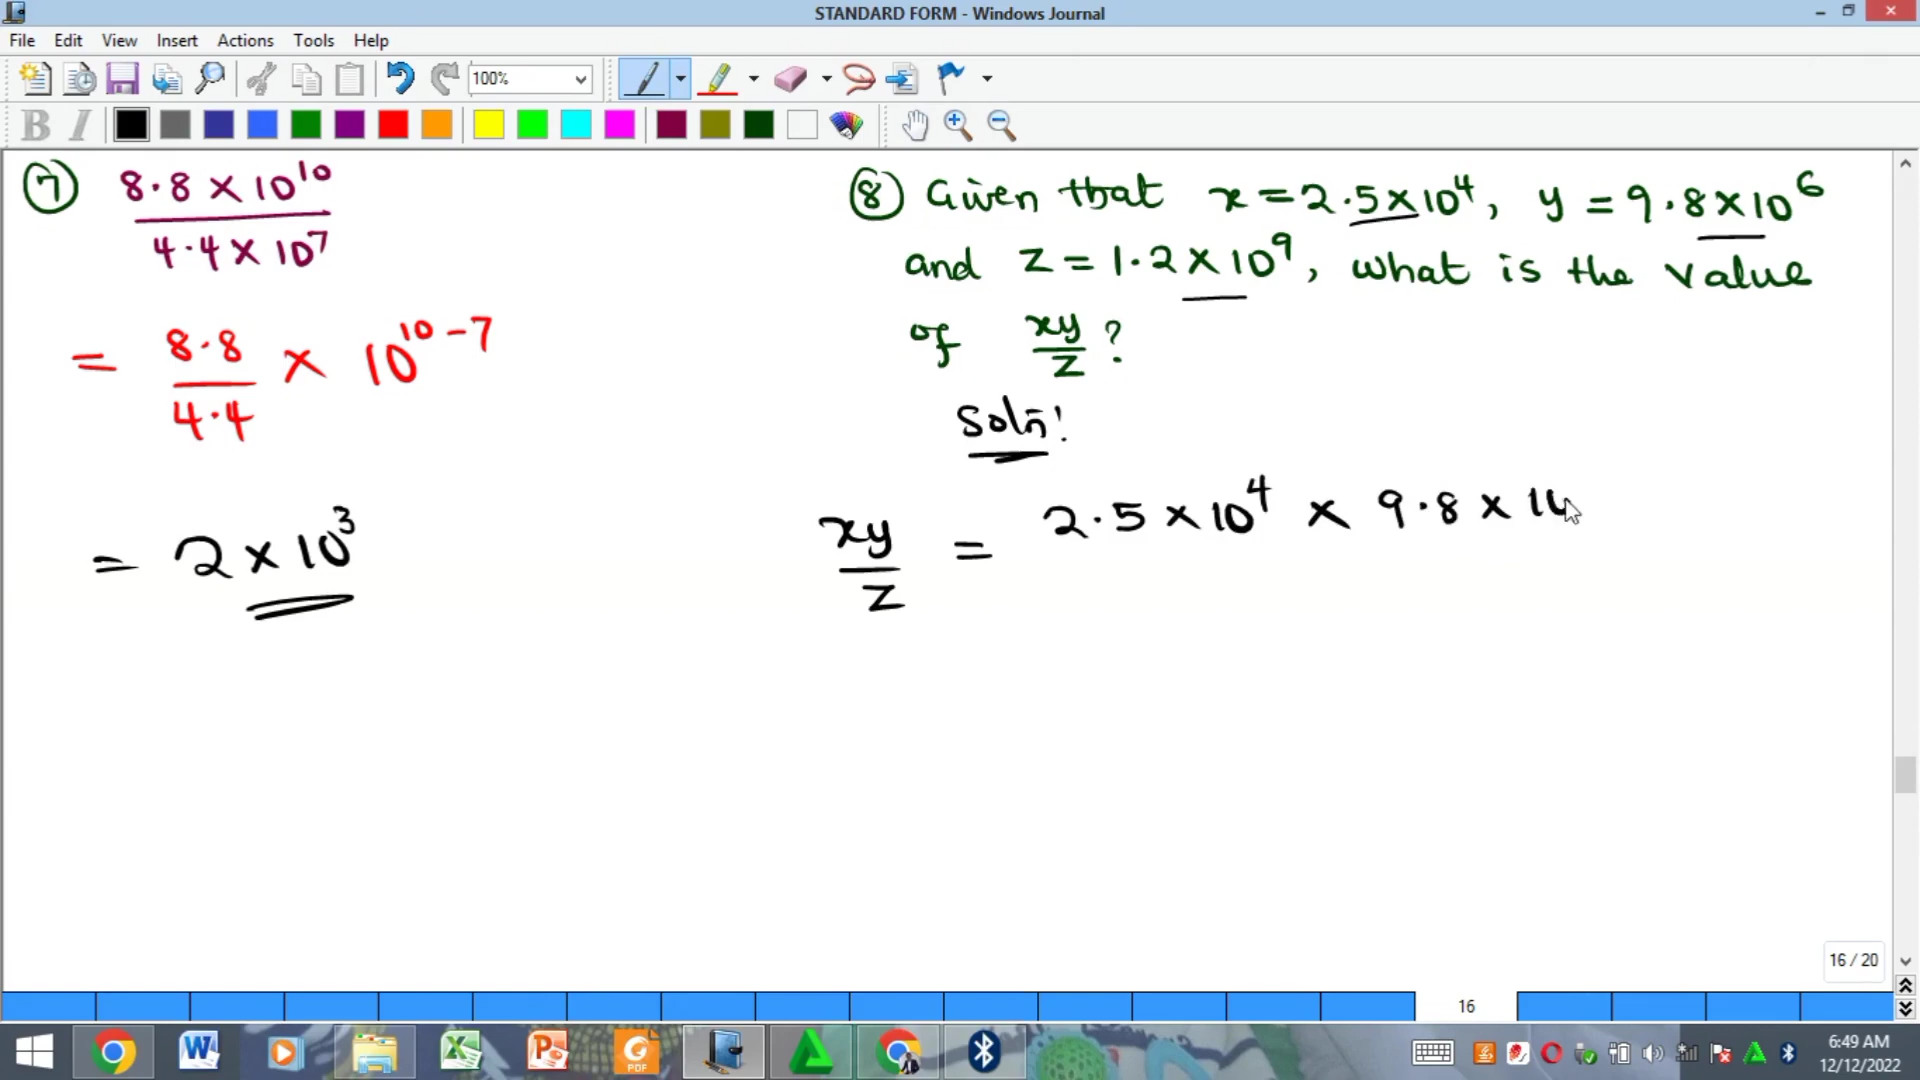 STANDARD FORM - Windows Journal
File Edit View Insert Actions Tools Help
100%
B I
⑦ 8.8 × 10¹⁰
4.4 × 10⁷
= 8.8 × 10¹⁰⁻⁷
4.4
= 2 × 10³
⑧ Given that x = 2.5×10⁴, y = 9.8×10⁶
and z = 1.2×10⁹, what is the value
of xy/z?
Soln!
xy/z = 2.5 × 10⁴ × 9.8 × 10
16 / 20
16
PDF
6:49 AM
12/12/2022